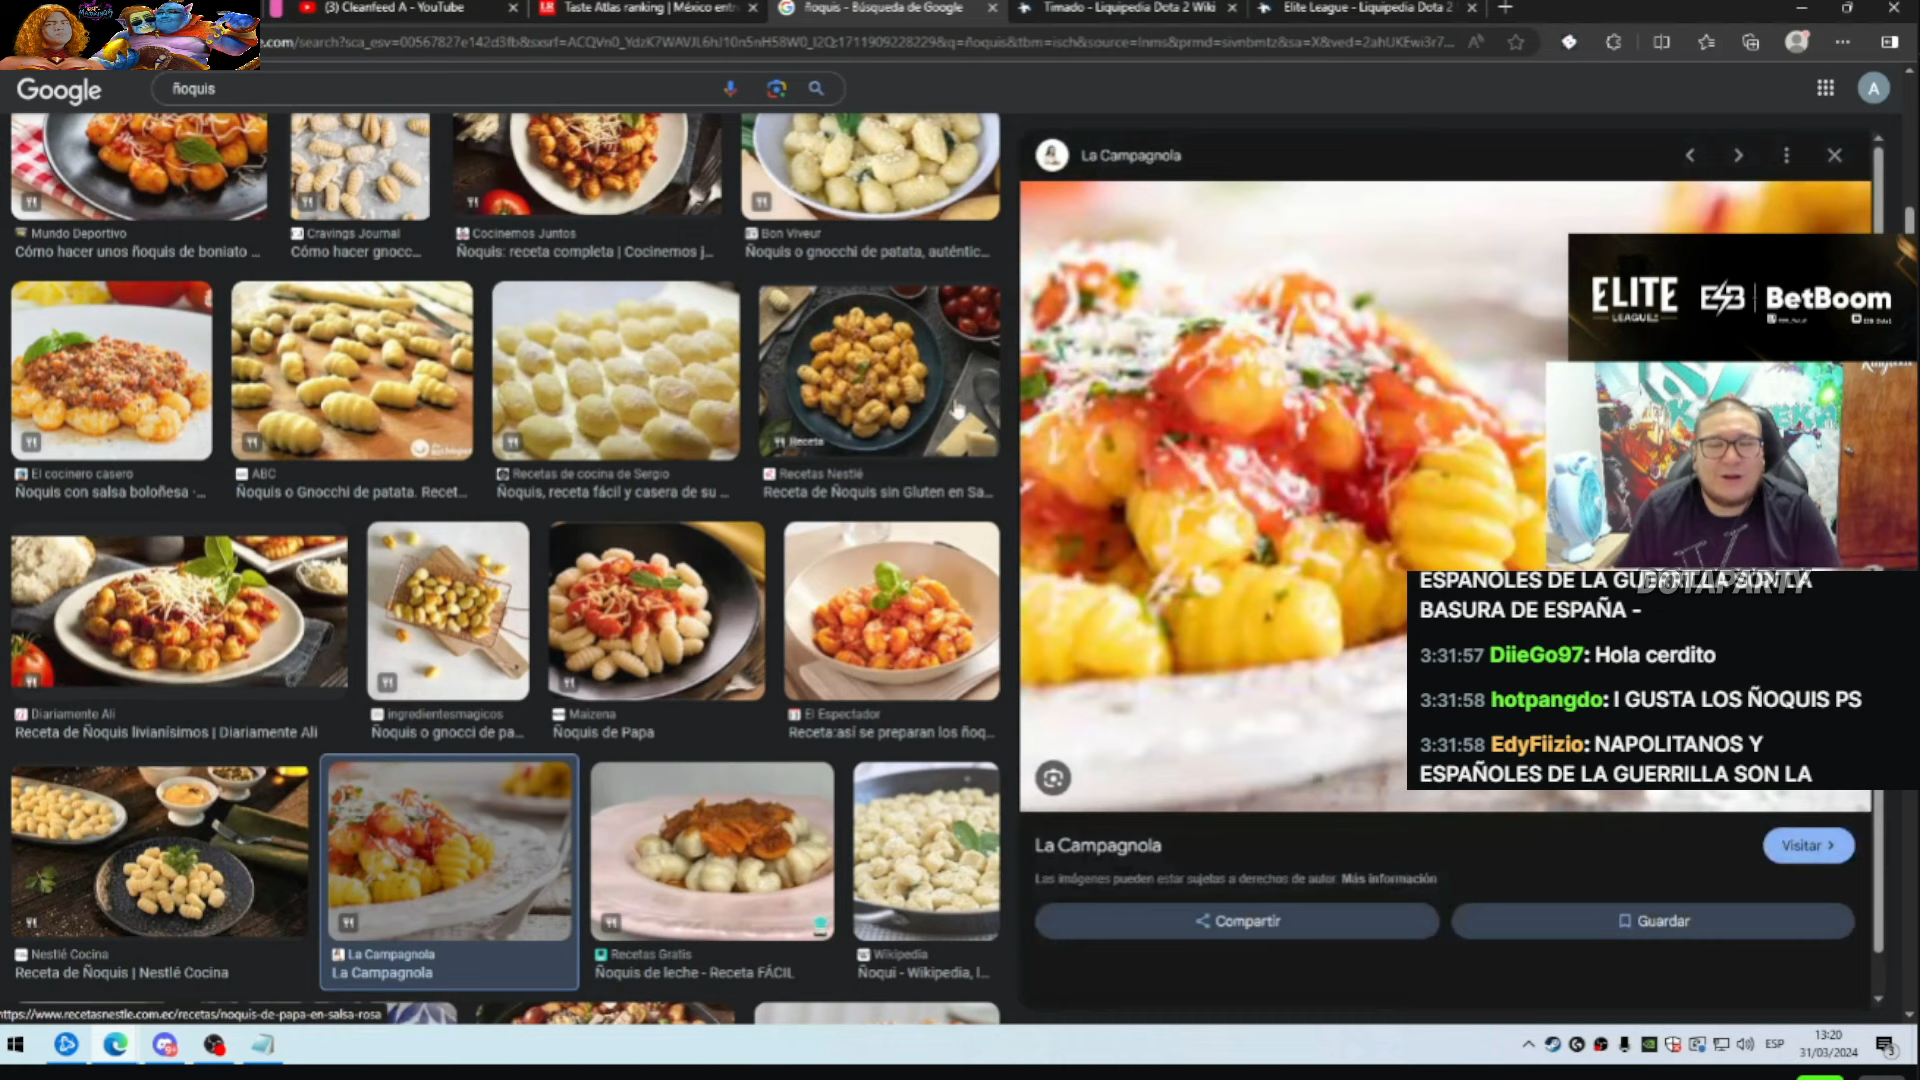 (3) Cleanfeed A - YouTube
Taste Atlas ranking | México entr
ñoquis - Búsqueda de Google
Timado - Liquipedia Dota 2 Wiki
Elite League - Liquipedia Dota 2
Google
ñoquis
A
Mundo Deportivo
Cómo hacer unos ñoquis de boniato ...
Cravings Journal
Cómo hacer gnocc...
Cocinemos Juntos
Ñoquis: receta completa | Cocinemos j...
Bon Viveur
Ñoquis o gnocchi de patata, auténtic...
El cocinero casero
Ñoquis con salsa boloñesa -...
ABC
Ñoquis o Gnocchi de patata. Recet...
Recetas de cocina de Sergio
Ñoquis, receta fácil y casera de su ...
Receta
Recetas Nestlé
Receta de Ñoquis sin Gluten en Sa...
Diariamente Ali
Receta de Ñoquis livianísimos | Diariamente Ali
ingredientesmagicos
Ñoquis o gnocci de pa...
Maizena
Ñoquis de Papa
El Espectador
Receta:así se preparan los ñoq...
Nestlé Cocina
Receta de Ñoquis | Nestlé Cocina
La Campagnola
La Campagnola
Recetas Gratis
Ñoquis de leche - Receta FÁCIL
Wikipedia
Ñoqui - Wikipedia, l...
https://www.recetasnestle.com.ec/recetas/noquis-de-papa-en-salsa-rosa
La Campagnola
ELITE
LEAGUE
ESB
BetBoom
DOTAPARTY
ESPAÑOLES DE LA GUERRILLA SON LA
BASURA DE ESPAÑA -
3:31:57 DiieGo97: Hola cerdito
3:31:58 hotpangdo: I GUSTA LOS ÑOQUIS PS
3:31:58 EdyFiizio: NAPOLITANOS Y
ESPAÑOLES DE LA GUERRILLA SON LA
La Campagnola
Visitar
Las imágenes pueden estar sujetas a derechos de autor. Más información
Compartir
Guardar
ESP
13:20
31/03/2024